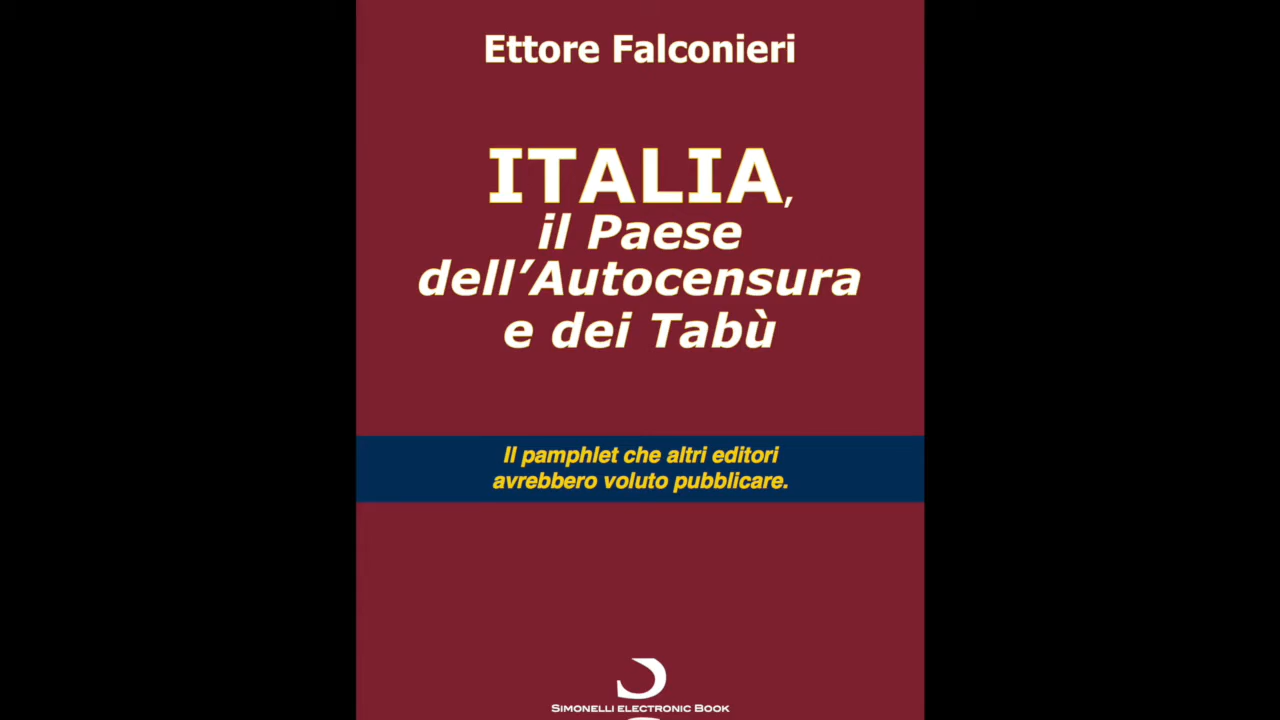 Ettore Falconieri
ITALIA,
il Paese
dell’Autocensura
e dei Tabù
Il pamphlet che altri editori
avrebbero voluto pubblicare.
SIMONELLI ELECTRONIC BOOK